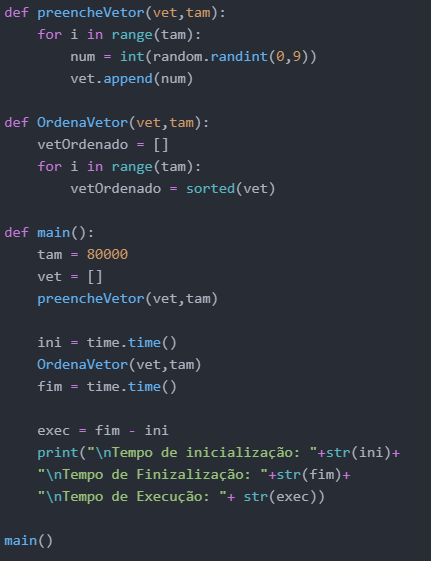 def preencheVetor(vet,tam):
    for i in range(tam):
        num = int(random.randint(0,9))
        vet.append(num)

def OrdenaVetor(vet,tam):
    vetOrdenado = []
    for i in range(tam):
        vetOrdenado = sorted(vet)

def main():
    tam = 80000
    vet = []
    preencheVetor(vet,tam)

    ini = time.time()
    OrdenaVetor(vet,tam)
    fim = time.time()

    exec = fim - ini
    print("\nTempo de inicialização: "+str(ini)+
    "\nTempo de Finizalização: "+str(fim)+
    "\nTempo de Execução: "+ str(exec))

main()